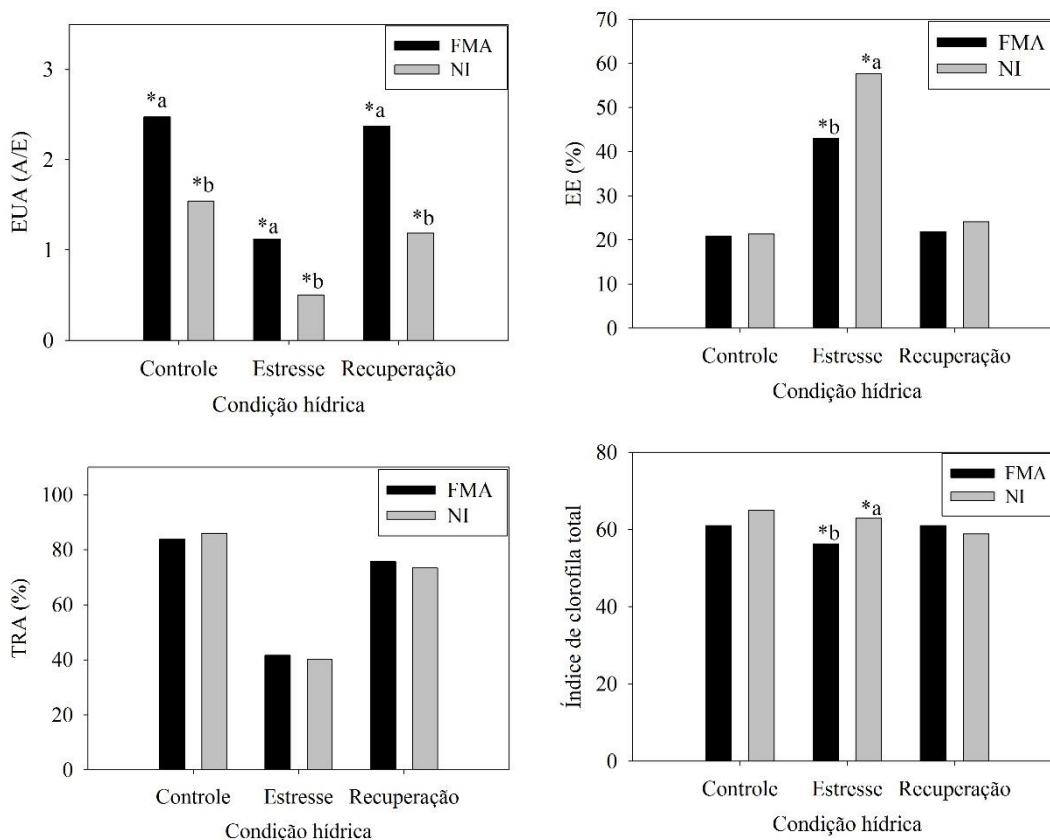 FMA
NI
3
2
1
0
EUA (A/E)
*a
*b
*a
*b
*a
*b
Controle Estresse Recuperação
Condição hídrica
FMA
NI
70
60
50
40
30
20
10
0
EE (%)
*b
*a
Controle Estresse Recuperação
Condição hídrica
FMA
NI
100
80
60
40
20
0
TRA (%)
Controle Estresse Recuperação
Condição hídrica
FMA
NI
80
60
40
20
0
Índice de clorofila total
*b
*a
Controle Estresse Recuperação
Condição hídrica